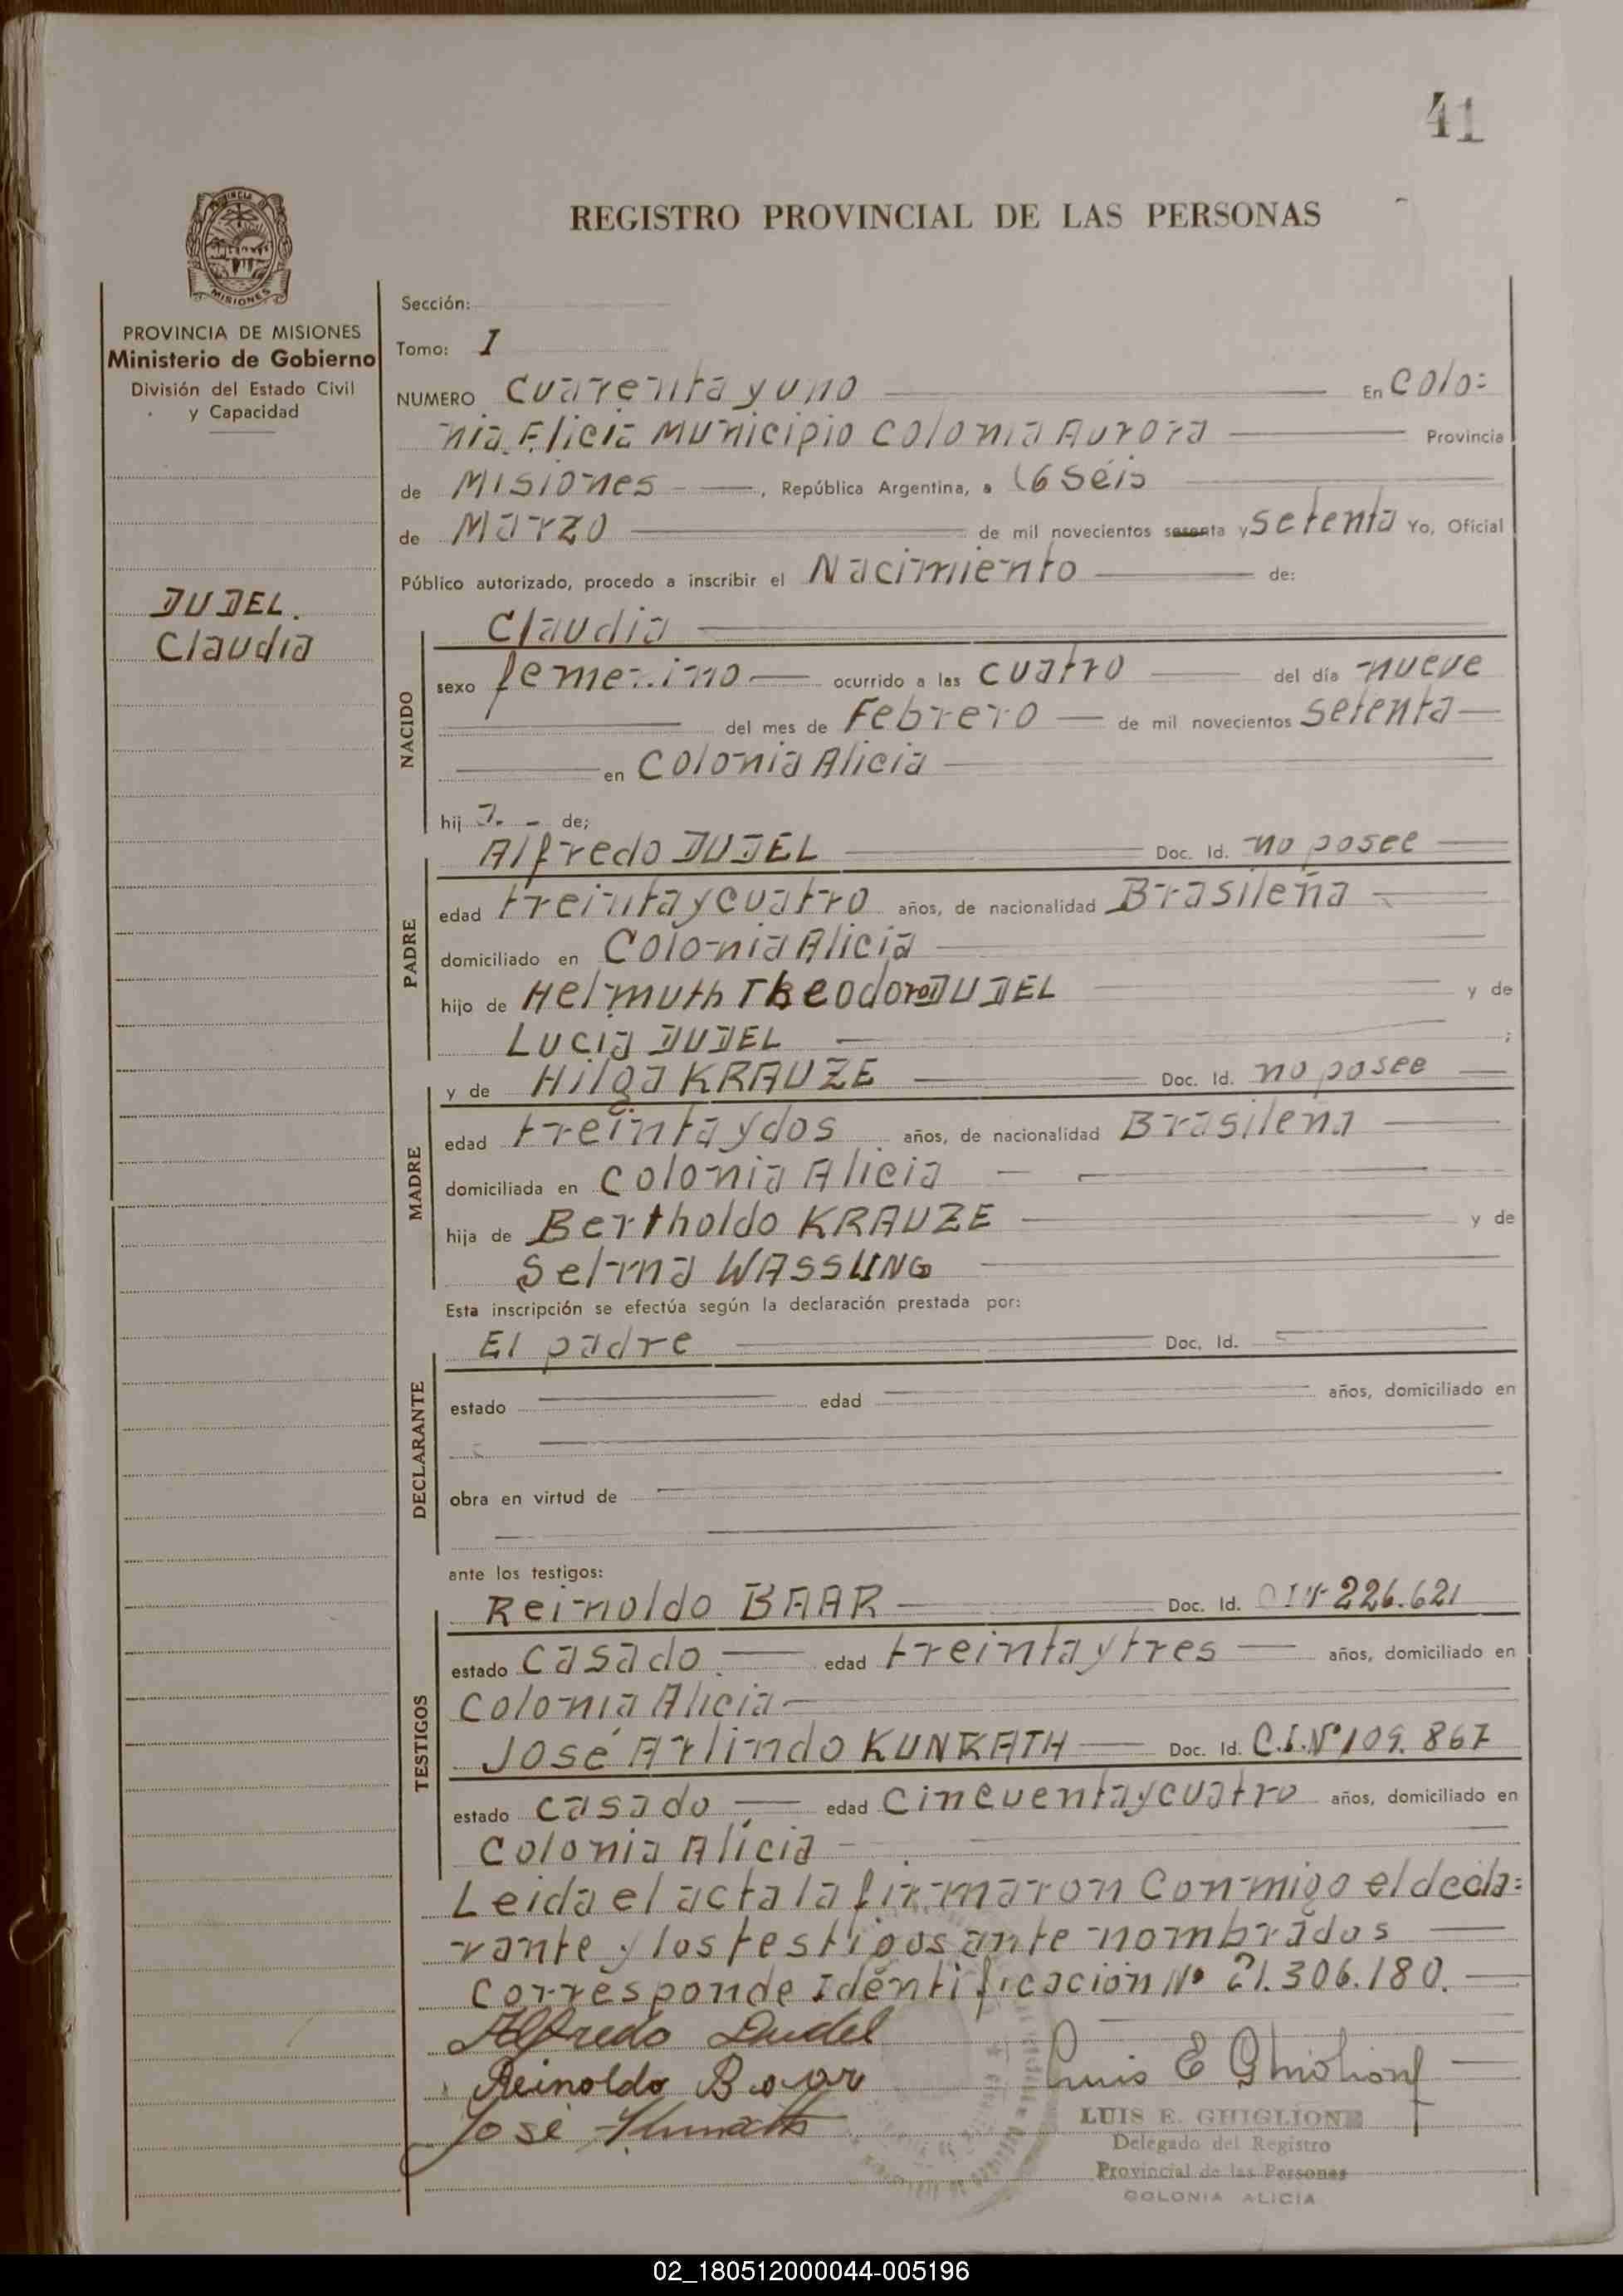 41
REGISTRO PROVINCIAL DE LAS PERSONAS
PROVINCIA DE MISIONES
Ministerio de Gobierno
División del Estado Civil
y Capacidad
DUDEL.
Claudia
Sección:
Tomo: I
NUMERO Cuarenta y uno En Colo=
nia Alicia Municipio Colonia Aurora Provincia
de Misiones, República Argentina, a 16 Séis
de Marzo de mil novecientos sesenta y setenta Yo, Oficial
Público autorizado, procedo a inscribir el Nacimiento de:
NACIDO
Claudia
sexo femenino ocurrido a las cuatro del día nueve
del mes de Febrero de mil novecientos setenta
en Colonia Alicia
hija de;
PADRE
Alfredo DUDEL Doc. Id. no posee
edad treinta y cuatro años, de nacionalidad Brasileña
domiciliado en Colonia Alicia
hijo de Helmuth Theodoro DUDEL y de
Lucia DUDEL ;
MADRE
y de Hilga KRAUZE Doc. Id. no posee
edad treinta y dos años, de nacionalidad Brasilena
domiciliada en Colonia Alicia
hija de Bertholdo KRAUZE y de
Selma WASSLING
Esta inscripción se efectúa según la declaración prestada por:
DECLARANTE
El padre Doc. Id.
estado edad años, domiciliado en
obra en virtud de
ante los testigos:
TESTIGOS
Reinoldo BAAR Doc. Id. 226.621
estado casado edad treinta y tres años, domiciliado en
Colonia Alicia
José Arlindo KUNRATH Doc. Id. C.I.Nº 109.867
estado casado edad Cincuenta y cuatro años, domiciliado en
Colonia Alicia
Leida el acta la firmaron Conmigo el decla=
rante y los testigos ante nombrados
Corresponde Identificación Nº 21.306.180.
Alfredo Dudel
Reinoldo Baar
José Kunrath
Luis E Ghiglione
LUIS E. GHIGLIONE
Delegado del Registro
Provincial de las Personas
COLONIA ALICIA
02_180512000044-005196